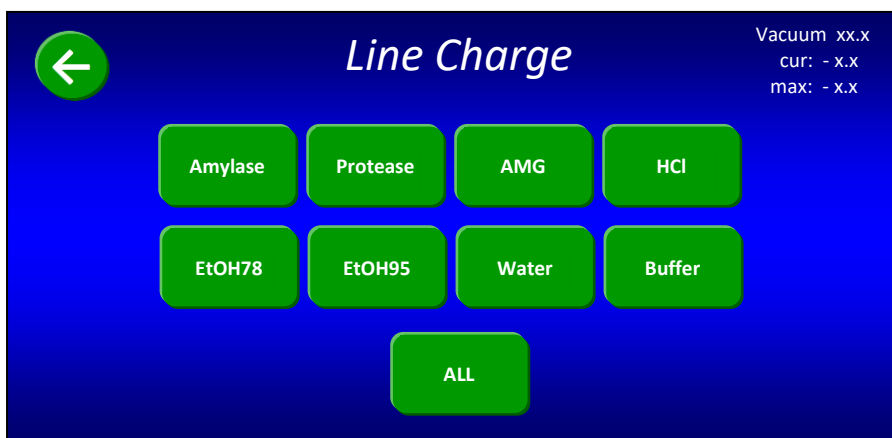 Line Charge
Vacuum xx.x
cur: - x.x
max: - x.x
Amylase Protease AMG HCl
EtOH78 EtOH95 Water Buffer
ALL